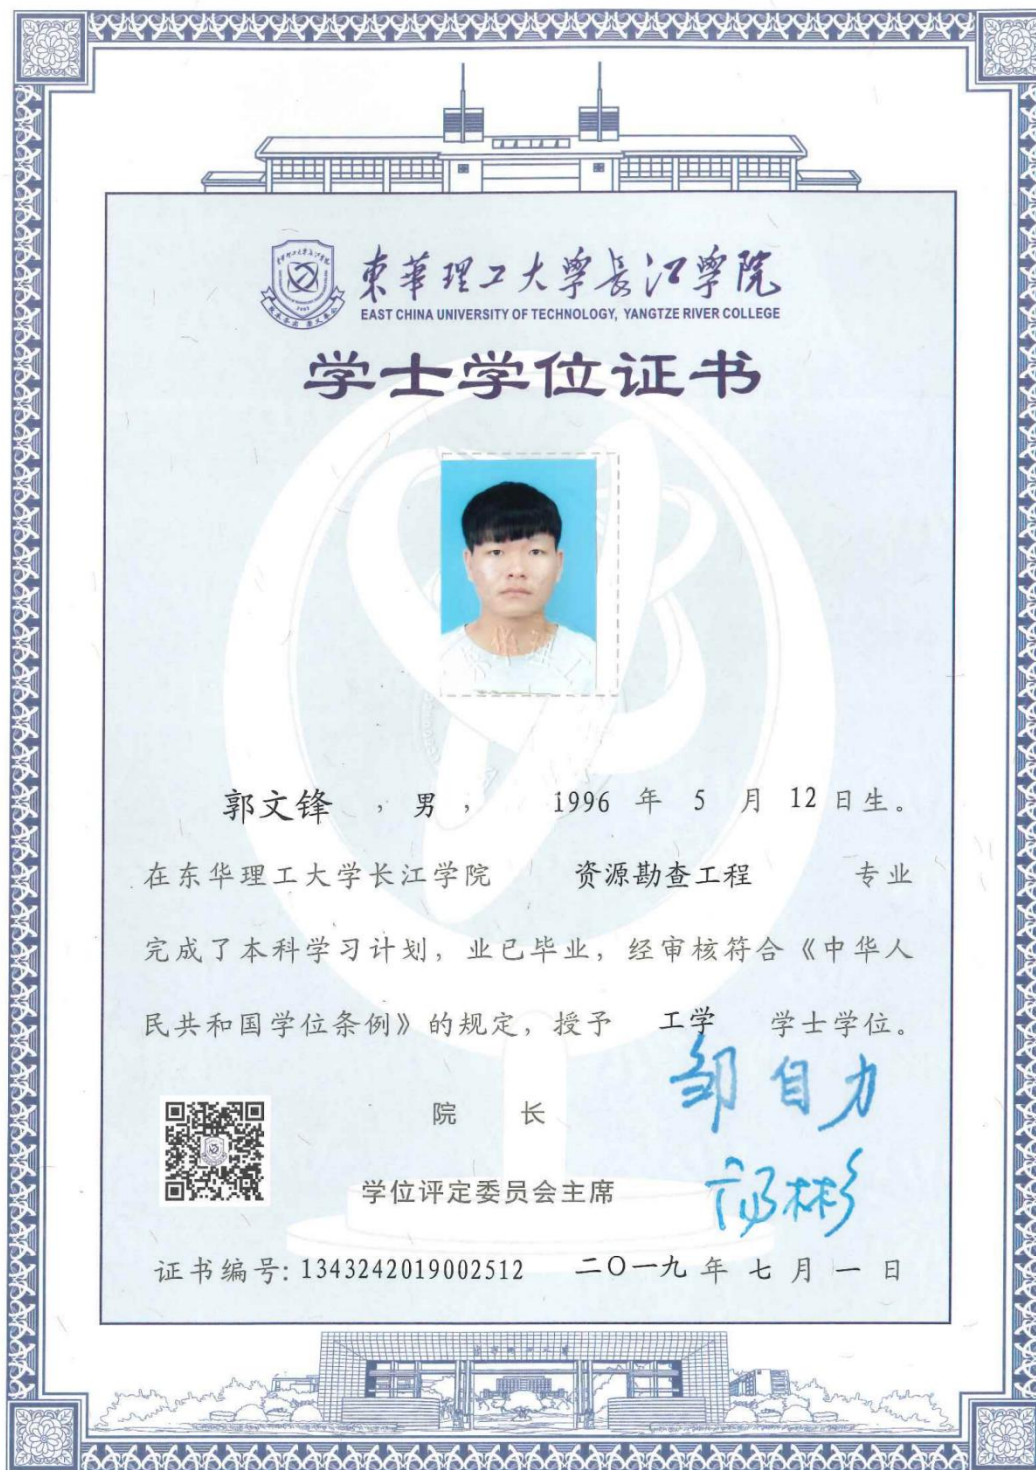 東華理工大學長江學院
EAST CHINA UNIVERSITY OF TECHNOLOGY, YANGTZE RIVER COLLEGE
学士学位证书
郭文锋 ，男， 1996 年 5 月 12 日生。
在东华理工大学长江学院 资源勘查工程 专业
完成了本科学习计划，业已毕业，经审核符合《中华人
民共和国学位条例》的规定，授予 工学 学士学位。
院 长 邹自力
学位评定委员会主席
证书编号: 1343242019002512 二〇一九年七月一日